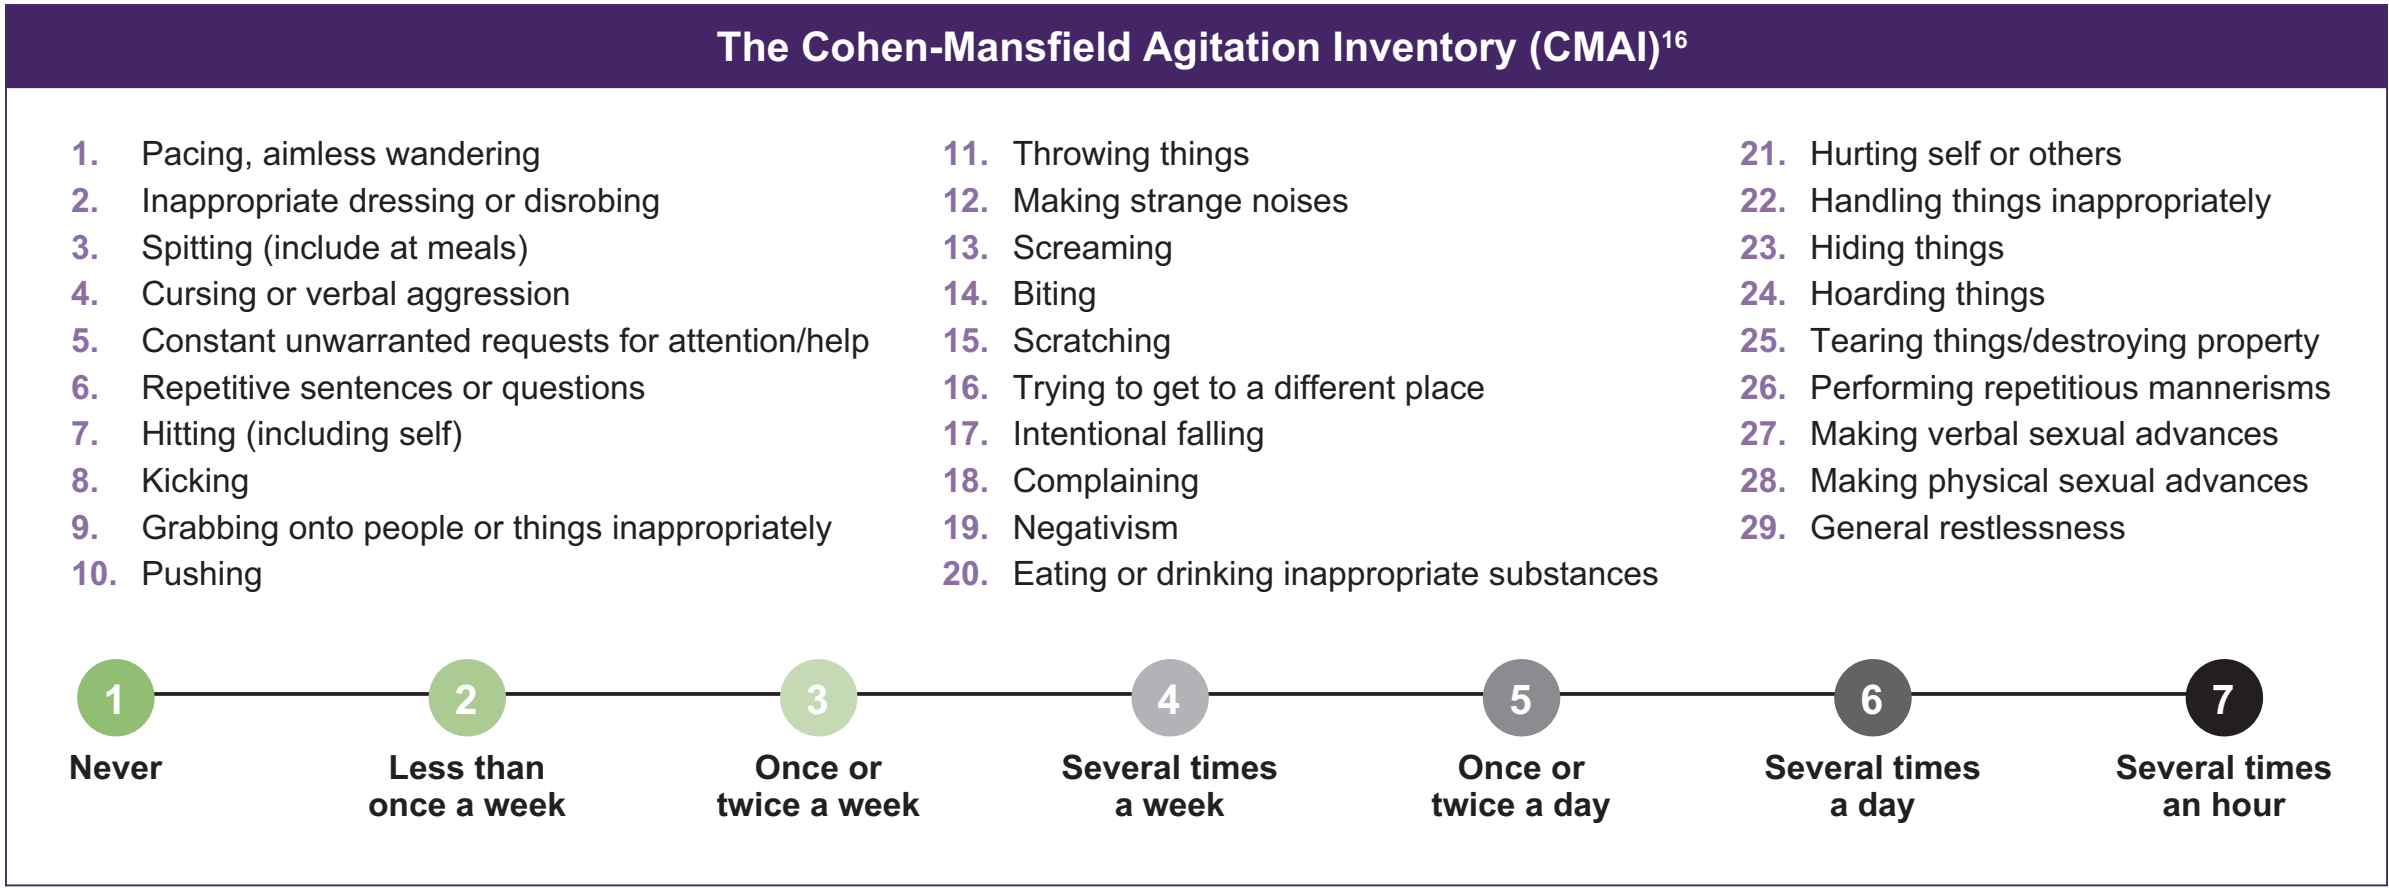 The Cohen-Mansfield Agitation Inventory (CMAI)16
1. Pacing, aimless wandering
2. Inappropriate dressing or disrobing
3. Spitting (include at meals)
4. Cursing or verbal aggression
5. Constant unwarranted requests for attention/help
6. Repetitive sentences or questions
7. Hitting (including self)
8. Kicking
9. Grabbing onto people or things inappropriately
10. Pushing
11. Throwing things
12. Making strange noises
13. Screaming
14. Biting
15. Scratching
16. Trying to get to a different place
17. Intentional falling
18. Complaining
19. Negativism
20. Eating or drinking inappropriate substances
21. Hurting self or others
22. Handling things inappropriately
23. Hiding things
24. Hoarding things
25. Tearing things/destroying property
26. Performing repetitious mannerisms
27. Making verbal sexual advances
28. Making physical sexual advances
29. General restlessness
1
Never
2
Less than
once a week
3
Once or
twice a week
4
Several times
a week
5
Once or
twice a day
6
Several times
a day
7
Several times
an hour